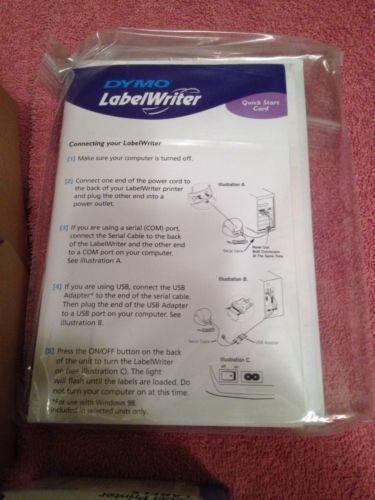 DYMO
LabelWriter
Quick Start
Card
Connecting your LabelWriter
[1] Make sure your computer is turned off.
[2] Connect one end of the power cord to
the back of your LabelWriter printer
and plug the other end into a
power outlet.
Illustration A.
[3] If you are using a serial (COM) port,
connect the Serial Cable to the back
of the LabelWriter and the other end
to a COM port on your computer.
See illustration A.
Serial Cable
Never Use
Both Connectors
At The Same Time
Illustration B.
[4] If you are using USB, connect the USB
Adapter* to the end of the serial cable.
Then plug the end of the USB Adapter
to a USB port on your computer. See
illustration B.
Serial Cable
USB Adapter
[5] Press the ON/OFF button on the back
of the unit to turn the LabelWriter
on (see illustration C). The light
will flash until the labels are loaded. Do
not turn your computer on at this time.
Illustration C.
off
on
*For use with Windows 98.
Included in selected units only.